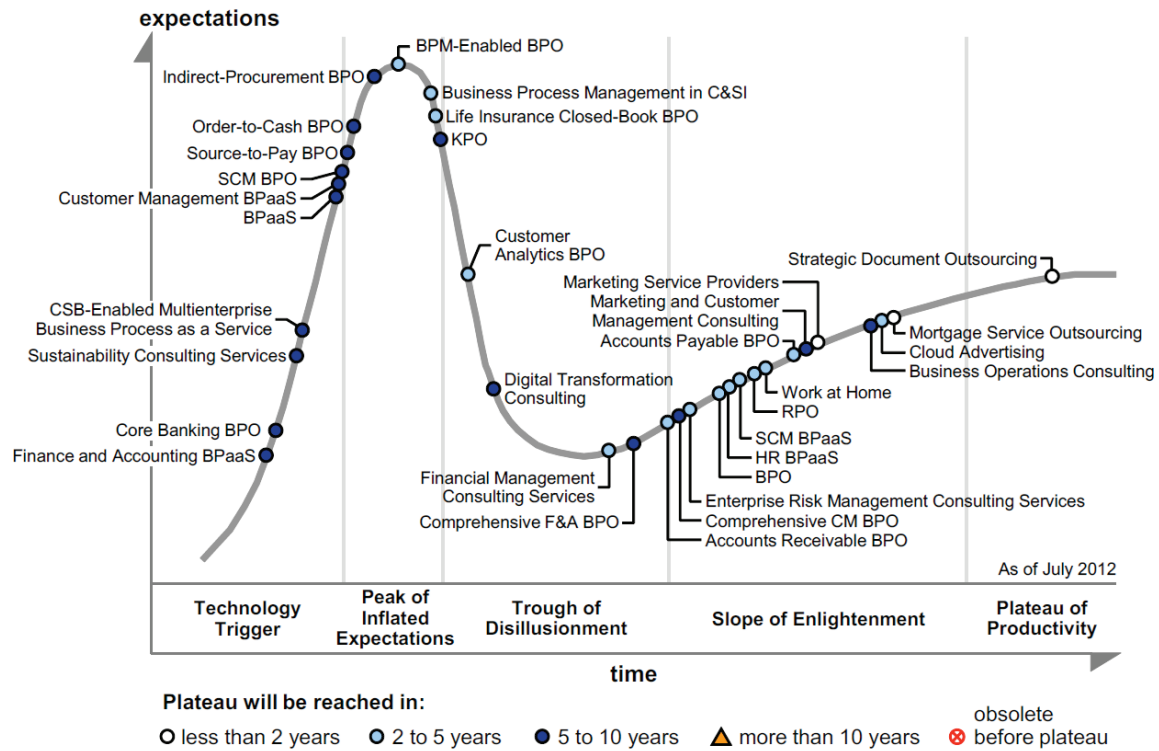 expectations
BPM-Enabled BPO
Indirect-Procurement BPO
Business Process Management in C&SI
Life Insurance Closed-Book BPO
Order-to-Cash BPO
KPO
Source-to-Pay BPO
SCM BPO
Customer Management BPaaS
BPaaS
Customer
Analytics BPO
Strategic Document Outsourcing
Marketing Service Providers
Marketing and Customer
Management Consulting
Accounts Payable BPO
CSB-Enabled Multienterprise
Business Process as a Service
Sustainability Consulting Services
Mortgage Service Outsourcing
Cloud Advertising
Business Operations Consulting
Digital Transformation
Consulting
Work at Home
RPO
SCM BPaaS
HR BPaaS
BPO
Core Banking BPO
Finance and Accounting BPaaS
Financial Management
Consulting Services
Comprehensive F&A BPO
Enterprise Risk Management Consulting Services
Comprehensive CM BPO
Accounts Receivable BPO
As of July 2012
Technology
Trigger
Peak of
Inflated
Expectations
Trough of
Disillusionment
Slope of Enlightenment
Plateau of
Productivity
time
Plateau will be reached in:
less than 2 years
2 to 5 years
5 to 10 years
more than 10 years
obsolete
before plateau